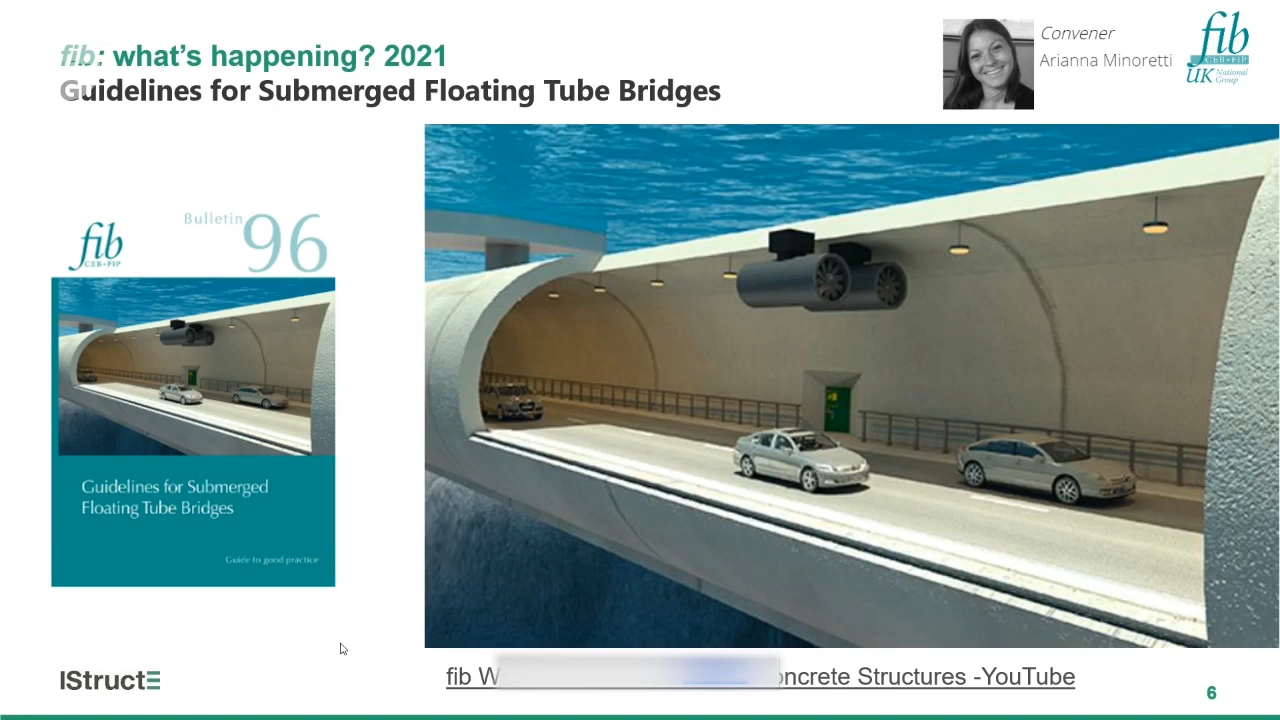 fib: what's happening? 2021
Guidelines for Submerged Floating Tube Bridges
Convener
Arianna Minoretti
fib
CEB-FIP
UK National
Group
Bulletin 96
fib
CEB-FIP
Guidelines for Submerged
Floating Tube Bridges
Guide to good practice
IStructE
fib W oncrete Structures -YouTube
6